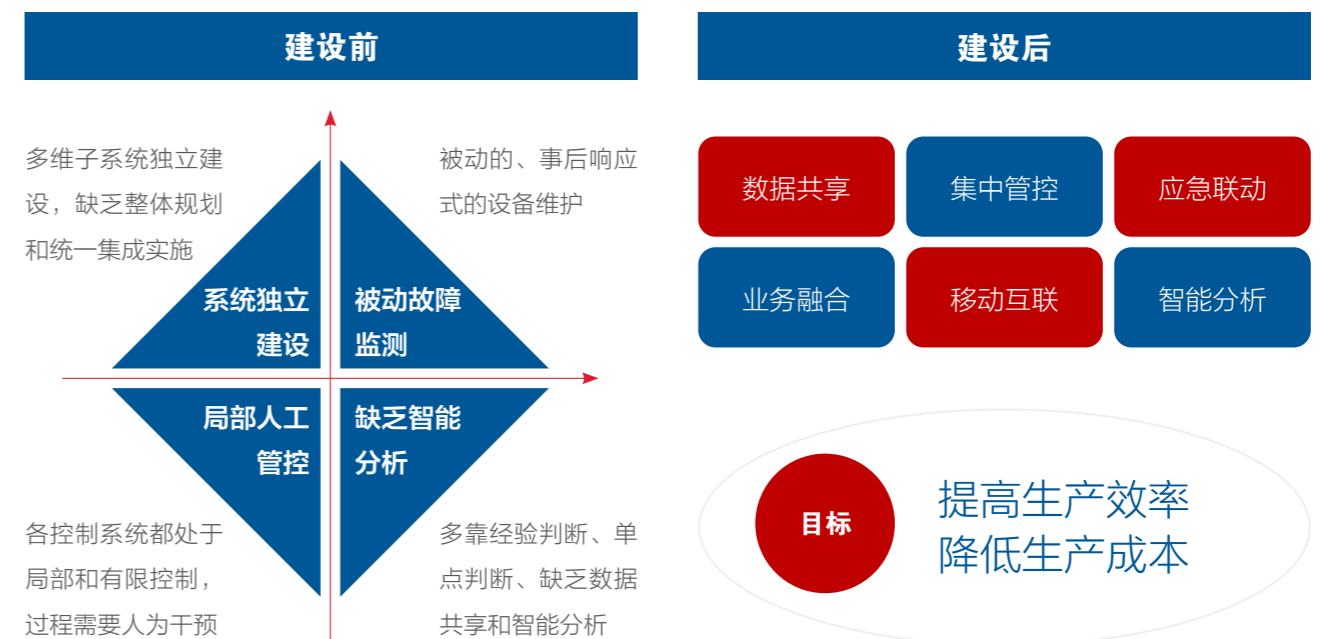 建设前
多维子系统独立建
设，缺乏整体规划
和统一集成实施
被动的、事后响应
式的设备维护
系统独立
建设
被动故障
监测
局部人工
管控
缺乏智能
分析
各控制系统都处于
局部和有限控制，
过程需要人为干预
多靠经验判断、单
点判断、缺乏数据
共享和智能分析
建设后
数据共享
集中管控
应急联动
业务融合
移动互联
智能分析
目标
提高生产效率
降低生产成本